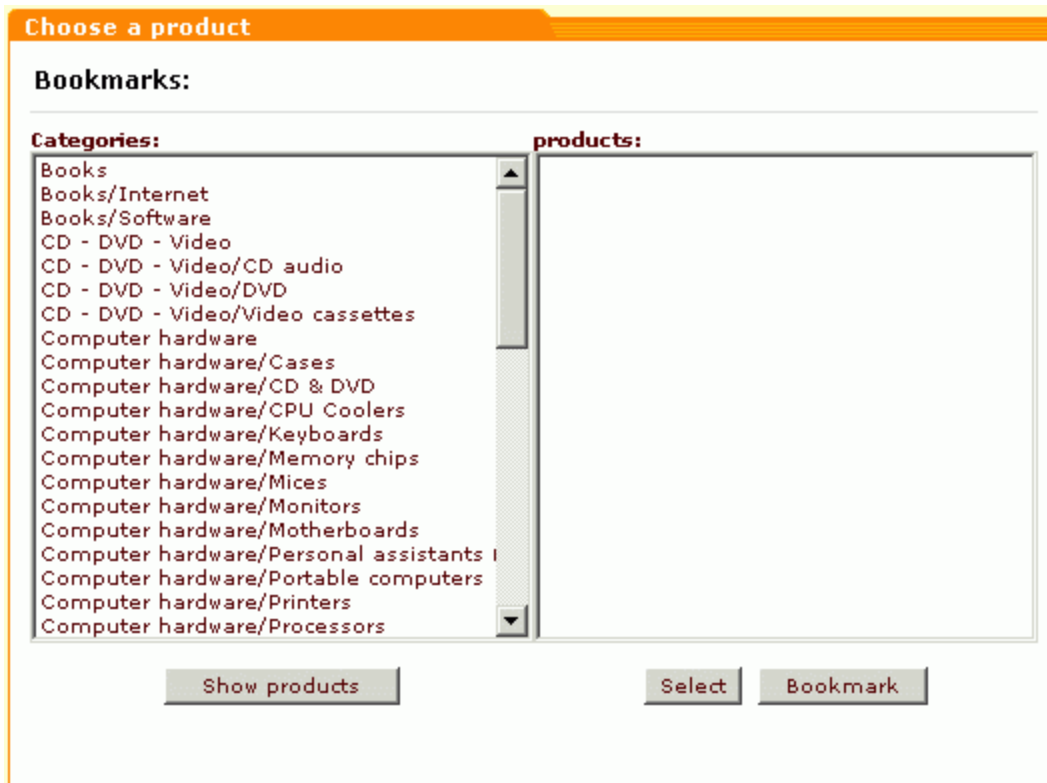 Choose a product
Bookmarks:
Categories:
products:
Books
Books/Internet
Books/Software
CD - DVD - Video
CD - DVD - Video/CD audio
CD - DVD - Video/DVD
CD - DVD - Video/Video cassettes
Computer hardware
Computer hardware/Cases
Computer hardware/CD & DVD
Computer hardware/CPU Coolers
Computer hardware/Keyboards
Computer hardware/Memory chips
Computer hardware/Mices
Computer hardware/Monitors
Computer hardware/Motherboards
Computer hardware/Personal assistants
Computer hardware/Portable computers
Computer hardware/Printers
Computer hardware/Processors
Show products
Select
Bookmark